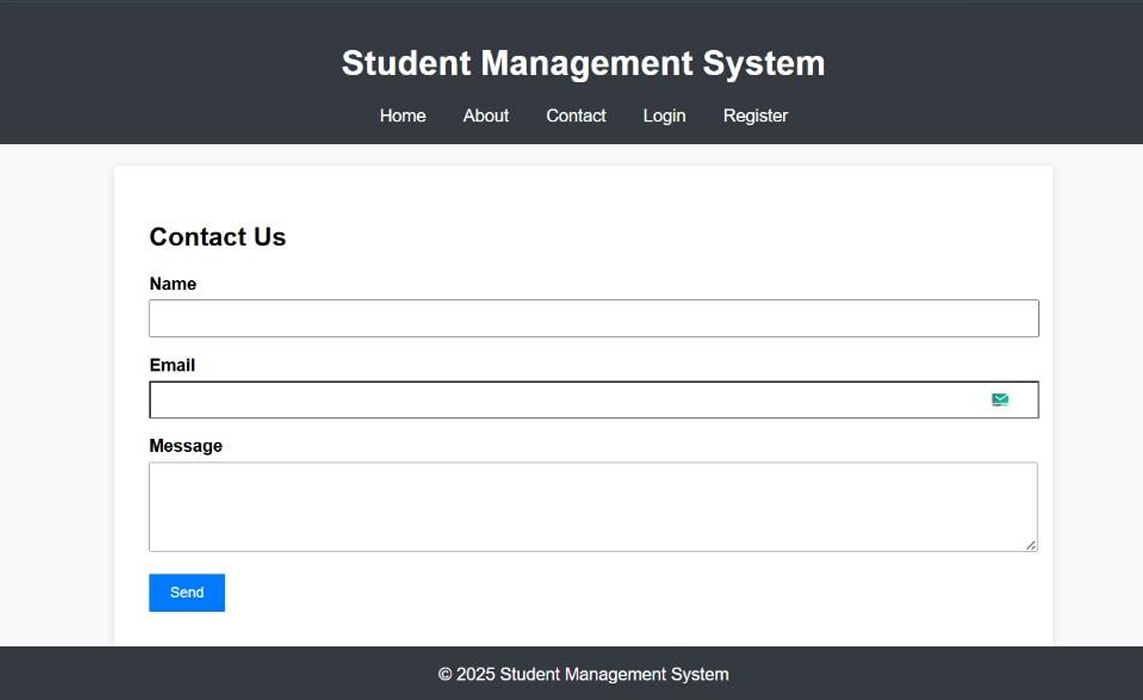 Student Management System
Home About Contact Login Register
Contact Us
Name
Email
Message
Send
© 2025 Student Management System